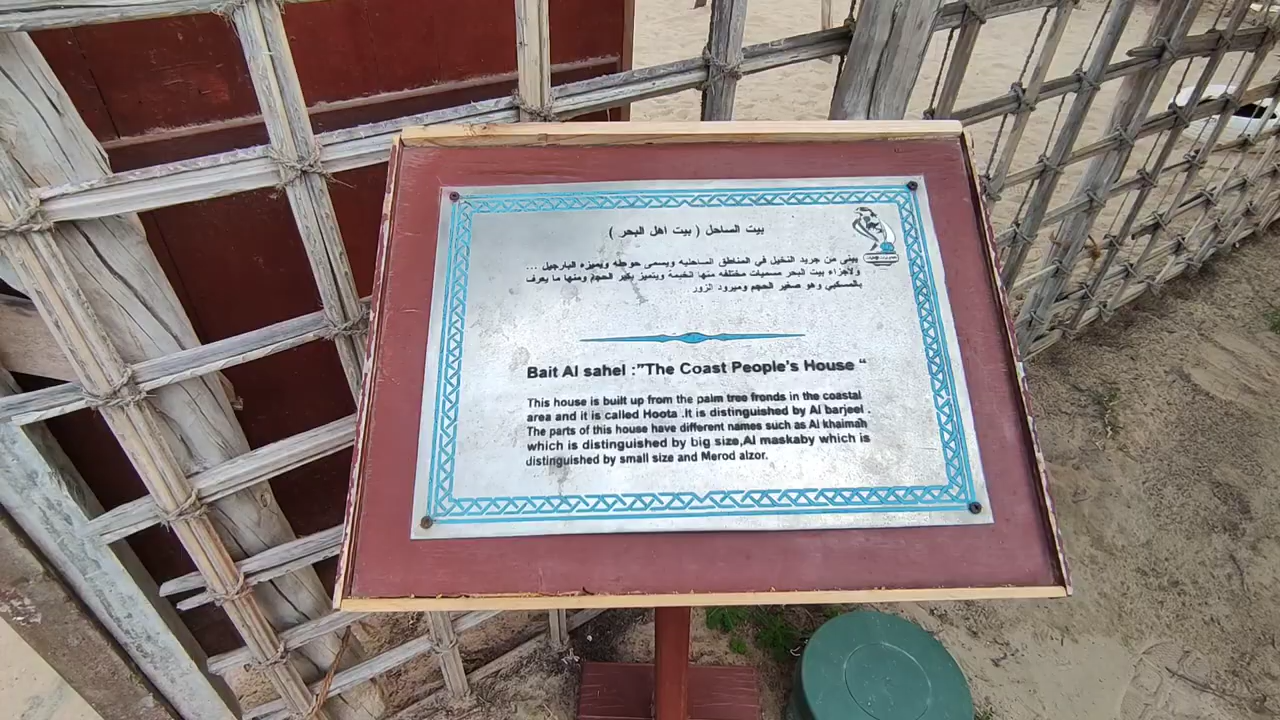 بيت الساحل ( بيت اهل البحر )
يبنى من جريد النخيل في المناطق الساحليه ويسمى حوطه ويميزه البارجيل ...
ولأجزاء بيت البحر مسميات مختلفه منها الخيمة ويتميز بكبر الحجم ومنها ما يعرف
بالمسكبي وهو صغير الحجم وميرود الزور
Bait Al sahel :"The Coast People's House “
This house is built up from the palm tree fronds in the coastal
area and it is called Hoota .It is distinguished by Al barjeel .
The parts of this house have different names such as Al khaimah
which is distinguished by big size,Al maskaby which is
distinguished by small size and Merod alzor.